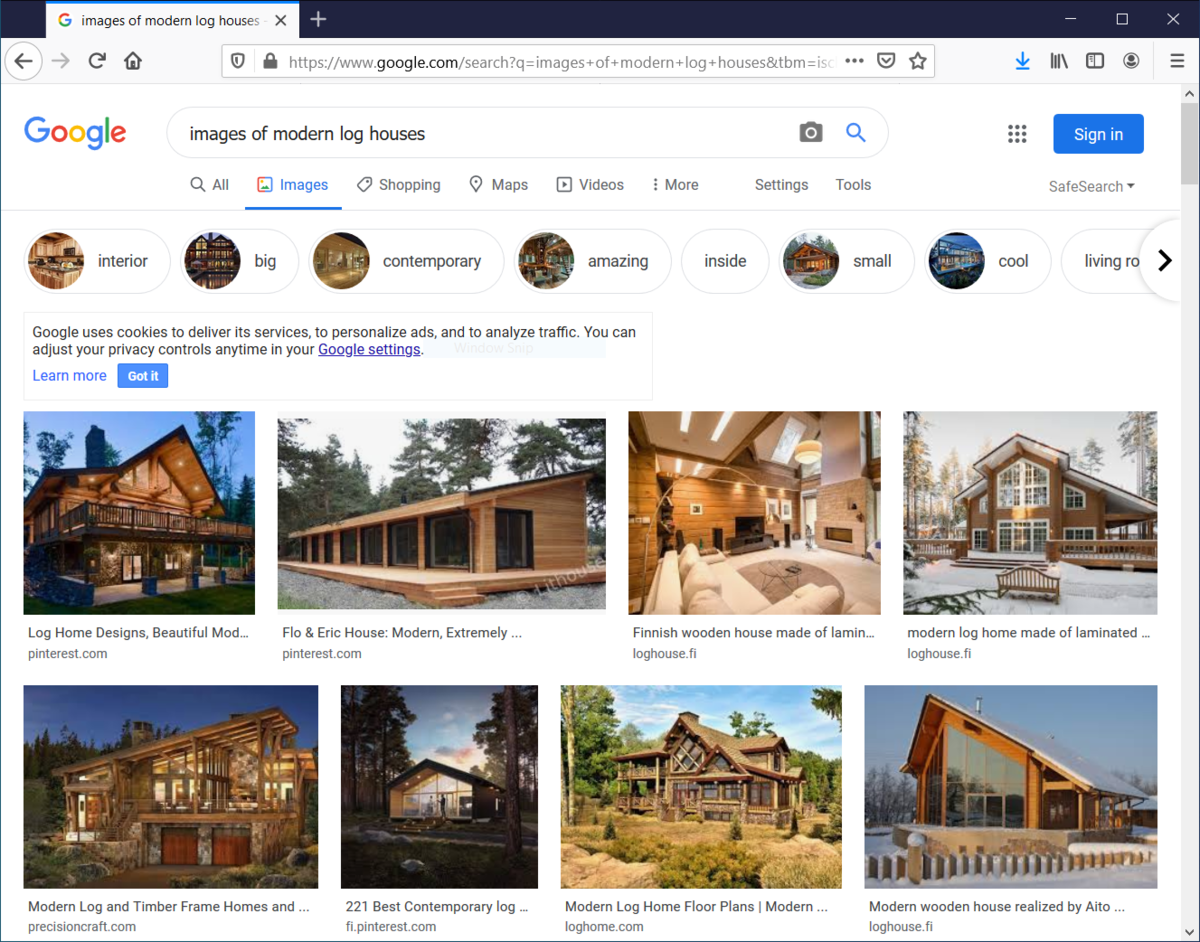 images of modern log houses -
https://www.google.com/search?q=images+of+modern+log+houses&tbm=isc
Google
images of modern log houses
Sign in
All
Images
Shopping
Maps
Videos
More
Settings
Tools
SafeSearch
interior
big
contemporary
amazing
inside
small
cool
living ro
Google uses cookies to deliver its services, to personalize ads, and to analyze traffic. You can
adjust your privacy controls anytime in your Google settings.
Window Snip
Learn more
Got it
Lithouse
Log Home Designs, Beautiful Mod...
pinterest.com
Flo & Eric House: Modern, Extremely ...
pinterest.com
Finnish wooden house made of lamin...
loghouse.fi
modern log home made of laminated ...
loghouse.fi
Modern Log and Timber Frame Homes and ...
precisioncraft.com
221 Best Contemporary log ...
fi.pinterest.com
Modern Log Home Floor Plans | Modern ...
loghome.com
Modern wooden house realized by Aito ...
loghouse.fi